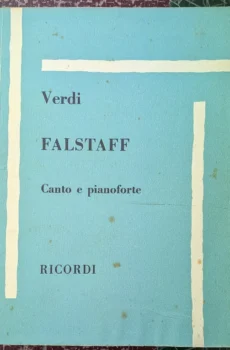 Verdi
FALSTAFF
Canto e pianoforte
RICORDI